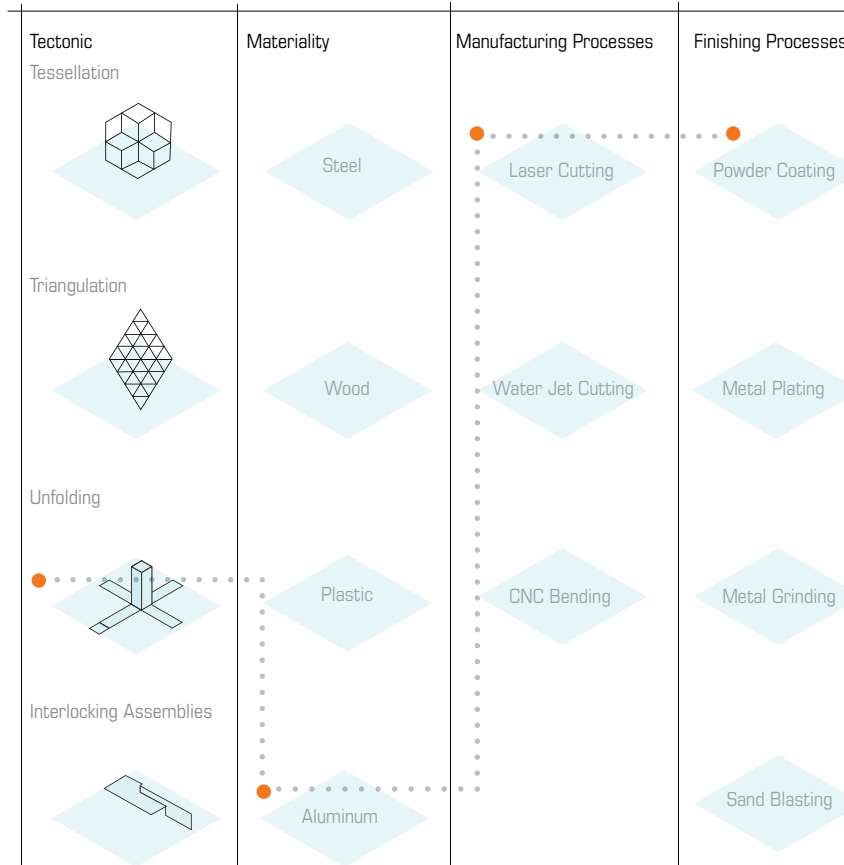 Tectonic
Materiality
Manufacturing Processes
Finishing Processes
Tessellation
Steel
Laser Cutting
Powder Coating
Triangulation
Wood
Water Jet Cutting
Metal Plating
Unfolding
Plastic
CNC Bending
Metal Grinding
Interlocking Assemblies
Aluminum
Sand Blasting